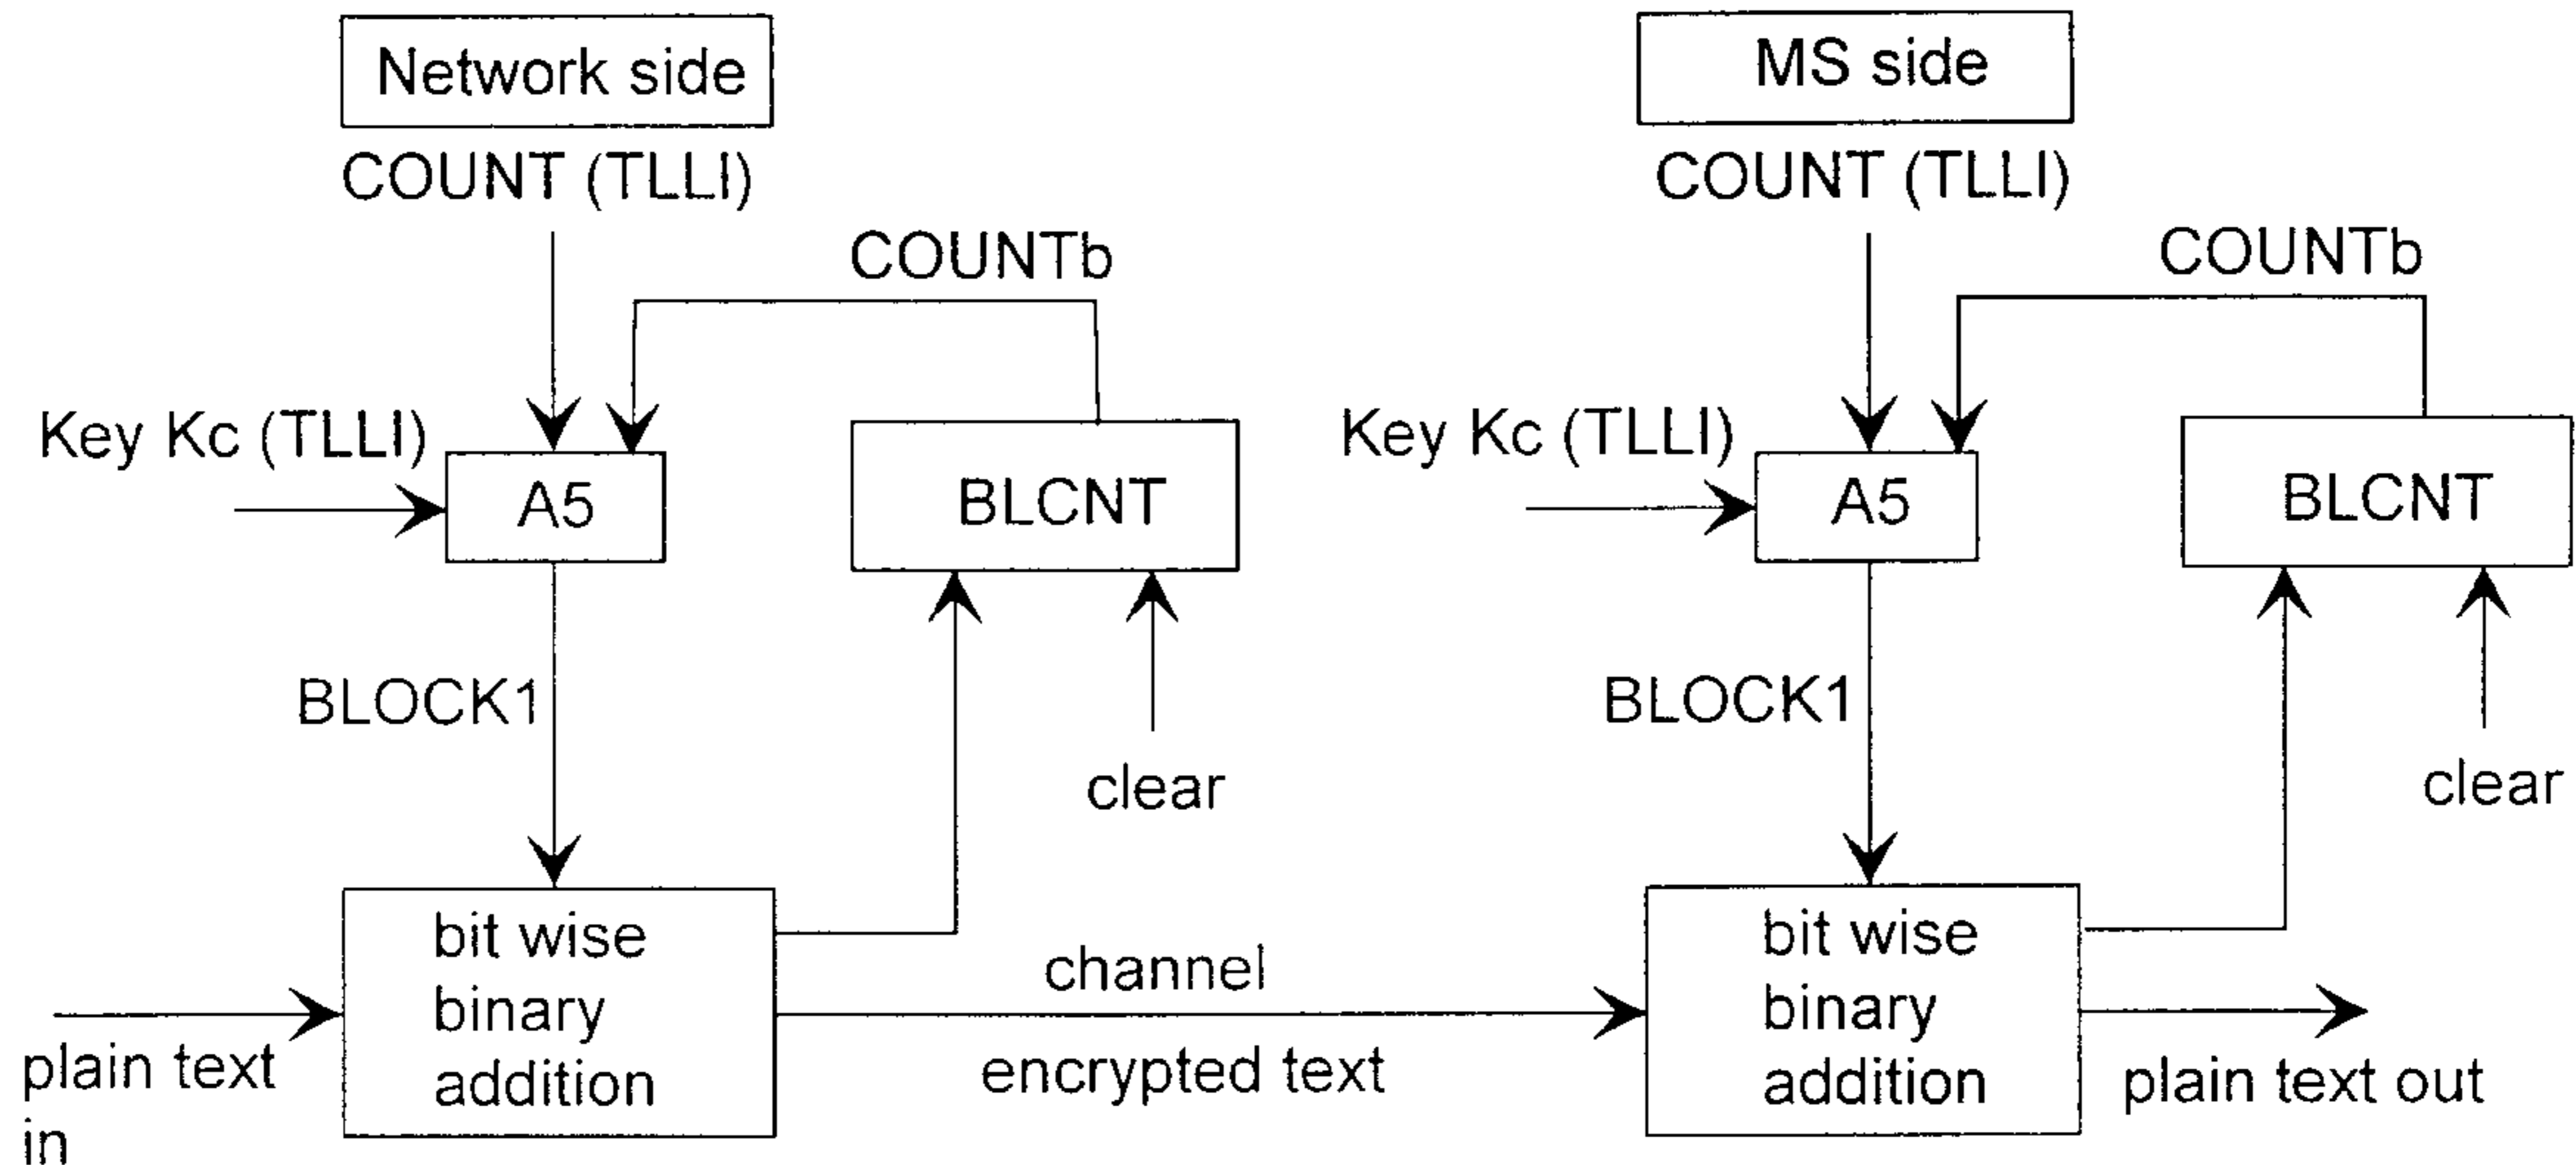 Network side
MS side
COUNT (TLLI)
COUNT (TLLI)
COUNTb
COUNTb
Key Kc (TLLI)
A5
BLCNT
Key Kc (TLLI)
A5
BLCNT
BLOCK1
clear
BLOCK1
clear
plain text
in
bit wise
binary
addition
channel
encrypted text
bit wise
binary
addition
plain text out